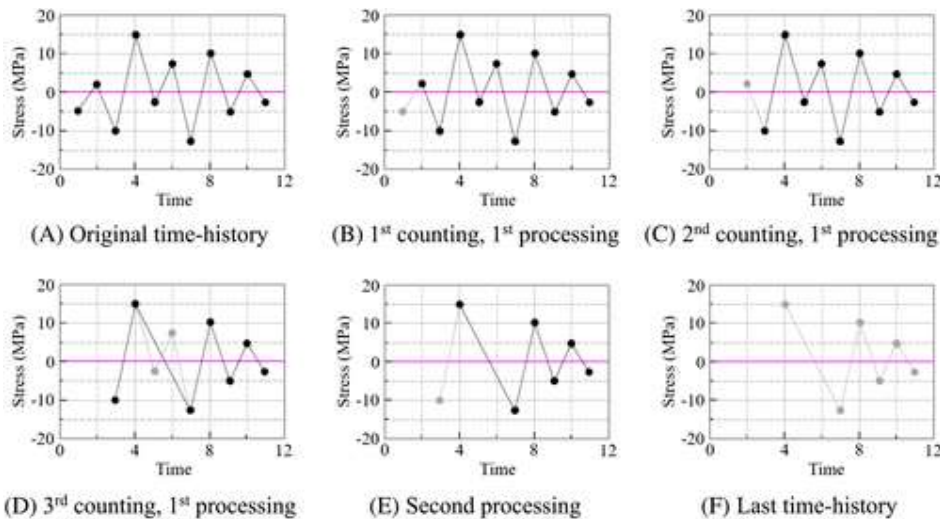 20
10
0
-10
-20
Stress (MPa)
0 4 8 12
Time
(A) Original time-history
20
10
0
-10
-20
Stress (MPa)
0 4 8 12
Time
(B) 1st counting, 1st processing
20
10
0
-10
-20
Stress (MPa)
0 4 8 12
Time
(C) 2nd counting, 1st processing
20
10
0
-10
-20
Stress (MPa)
0 4 8 12
Time
(D) 3rd counting, 1st processing
20
10
0
-10
-20
Stress (MPa)
0 4 8 12
Time
(E) Second processing
20
10
0
-10
-20
Stress (MPa)
0 4 8 12
Time
(F) Last time-history